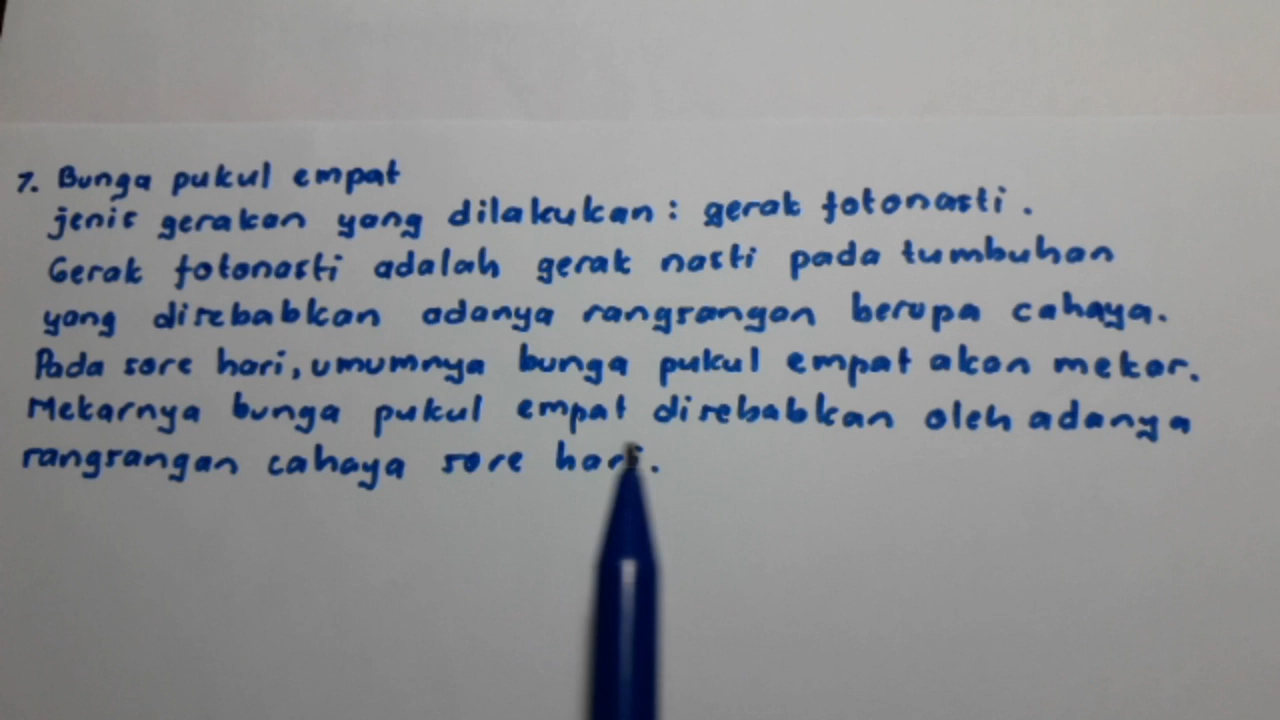 7. Bunga pukul empat
jenis gerakan yang dilakukan : gerak fotonasti.
Gerak fotonasti adalah gerak nasti pada tumbuhan
yang disebabkan adanya rangsangan berupa cahaya.
Pada sore hari, umumnya bunga pukul empat akan mekar.
Mekarnya bunga pukul empat disebabkan oleh adanya
rangsangan cahaya sore hari.